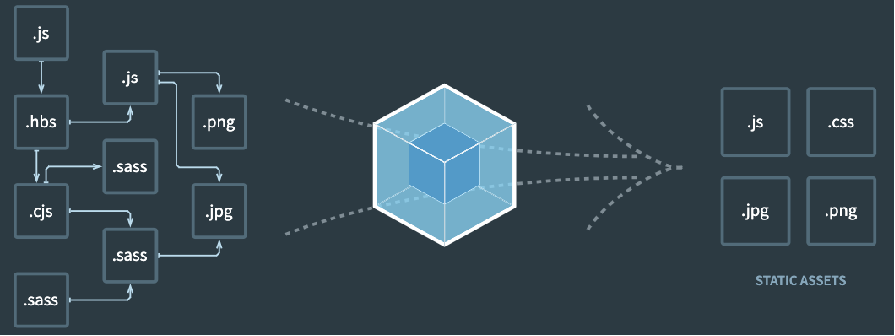 .js
.js
.hbs
.png
.sass
.cjs
.jpg
.sass
.sass
.js
.css
.jpg
.png
STATIC ASSETS